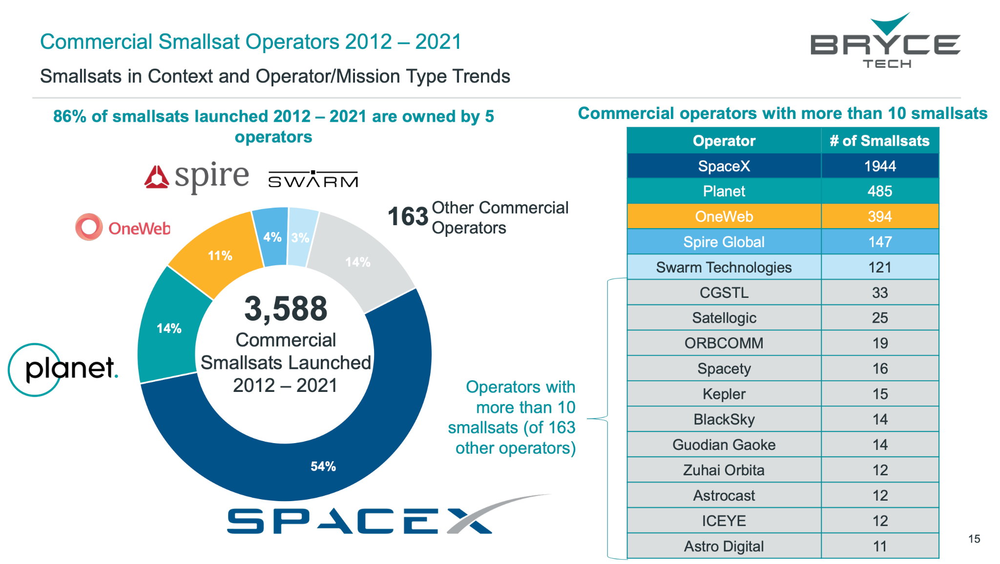 Commercial Smallsat Operators 2012 – 2021
BRYCE
TECH
Smallsats in Context and Operator/Mission Type Trends
86% of smallsats launched 2012 – 2021 are owned by 5
operators
spire
SWARM
OneWeb
163
Other Commercial
Operators
4%
3%
11%
14%
14%
54%
3,588
Commercial
Smallsats Launched
2012 – 2021
planet.
SPACEX
Operators with
more than 10
smallsats (of 163
other operators)
Commercial operators with more than 10 smallsats
Operator # of Smallsats
SpaceX 1944
Planet 485
OneWeb 394
Spire Global 147
Swarm Technologies 121
CGSTL 33
Satellogic 25
ORBCOMM 19
Spacety 16
Kepler 15
BlackSky 14
Guodian Gaoke 14
Zuhai Orbita 12
Astrocast 12
ICEYE 12
Astro Digital 11
15